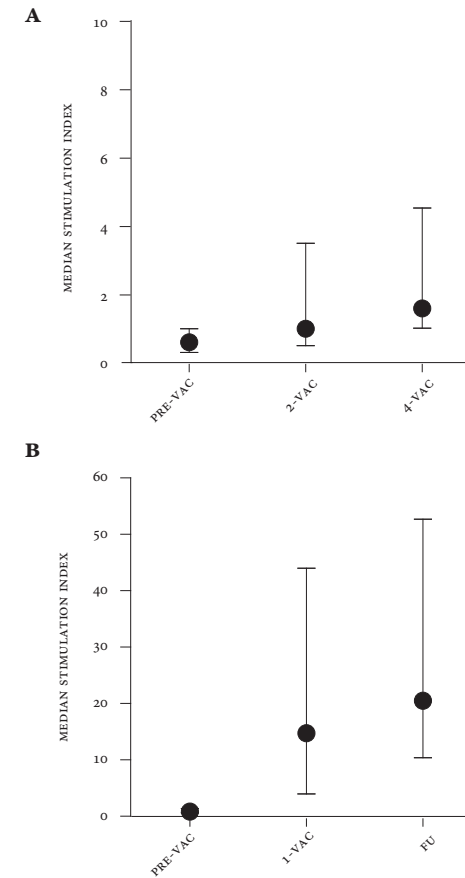 A
10
8
6
4
2
0
MEDIAN STIMULATION INDEX
PRE-VAC
2-VAC
4-VAC
B
60
50
40
30
20
10
0
MEDIAN STIMULATION INDEX
PRE-VAC
1-VAC
FU